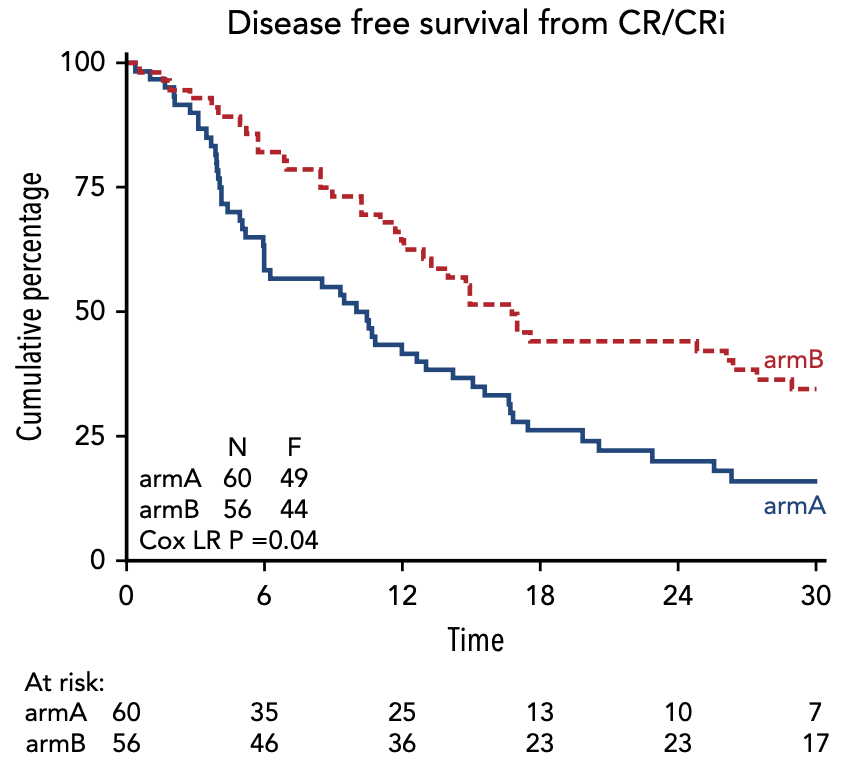 Disease free survival from CR/CRi
Cumulative percentage
100
75
50
25
0
armB
armA
N F
armA 60 49
armB 56 44
Cox LR P =0.04
0 6 12 18 24 30
Time
At risk:
armA 60 35 25 13 10 7
armB 56 46 36 23 23 17